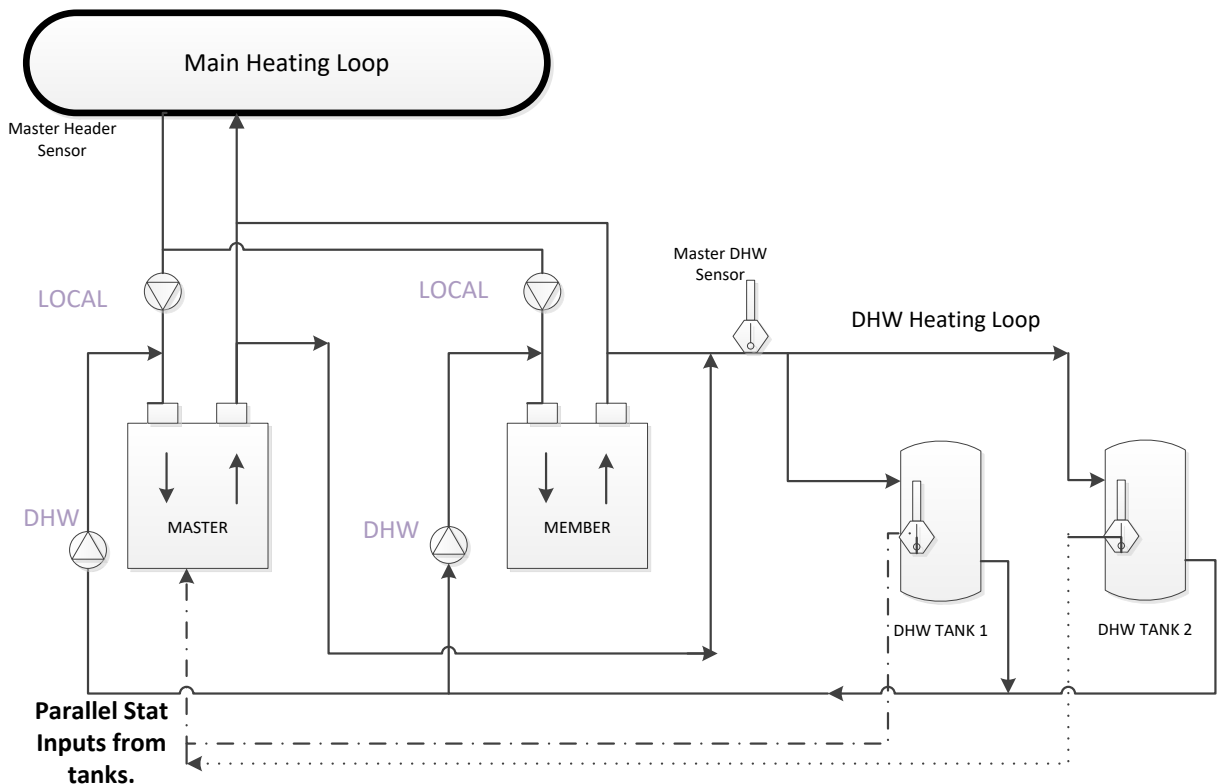 Main Heating Loop
Master Header
Sensor
Master DHW
Sensor
LOCAL
LOCAL
DHW Heating Loop
DHW
MASTER
DHW
MEMBER
DHW TANK 1
DHW TANK 2
Parallel Stat
Inputs from
tanks.